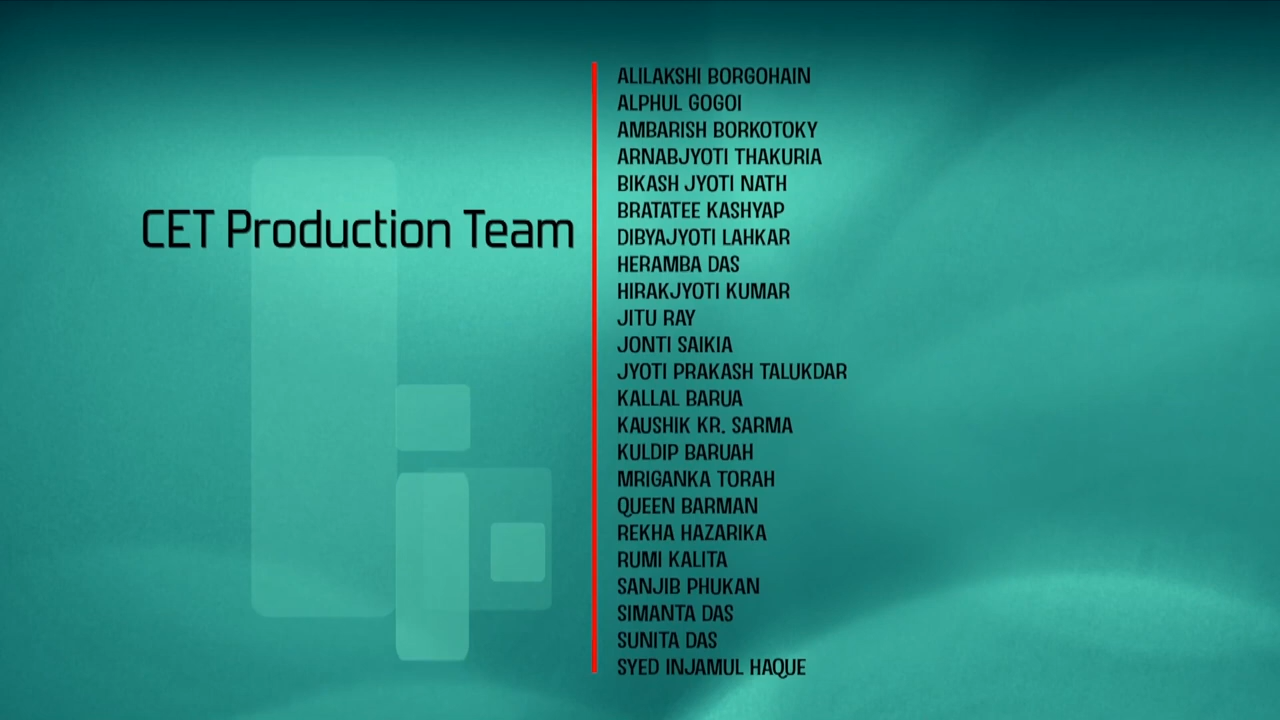 CET Production Team
ALILAKSHI BORGOHAIN
ALPHUL GOGOI
AMBARISH BORKOTOKY
ARNABJYOTI THAKURIA
BIKASH JYOTI NATH
BRATATEE KASHYAP
DIBYAJYOTI LAHKAR
HERAMBA DAS
HIRAKJYOTI KUMAR
JITU RAY
JONTI SAIKIA
JYOTI PRAKASH TALUKDAR
KALLAL BARUA
KAUSHIK KR. SARMA
KULDIP BARUAH
MRIGANKA TORAH
QUEEN BARMAN
REKHA HAZARIKA
RUMI KALITA
SANJIB PHUKAN
SIMANTA DAS
SUNITA DAS
SYED INJAMUL HAQUE